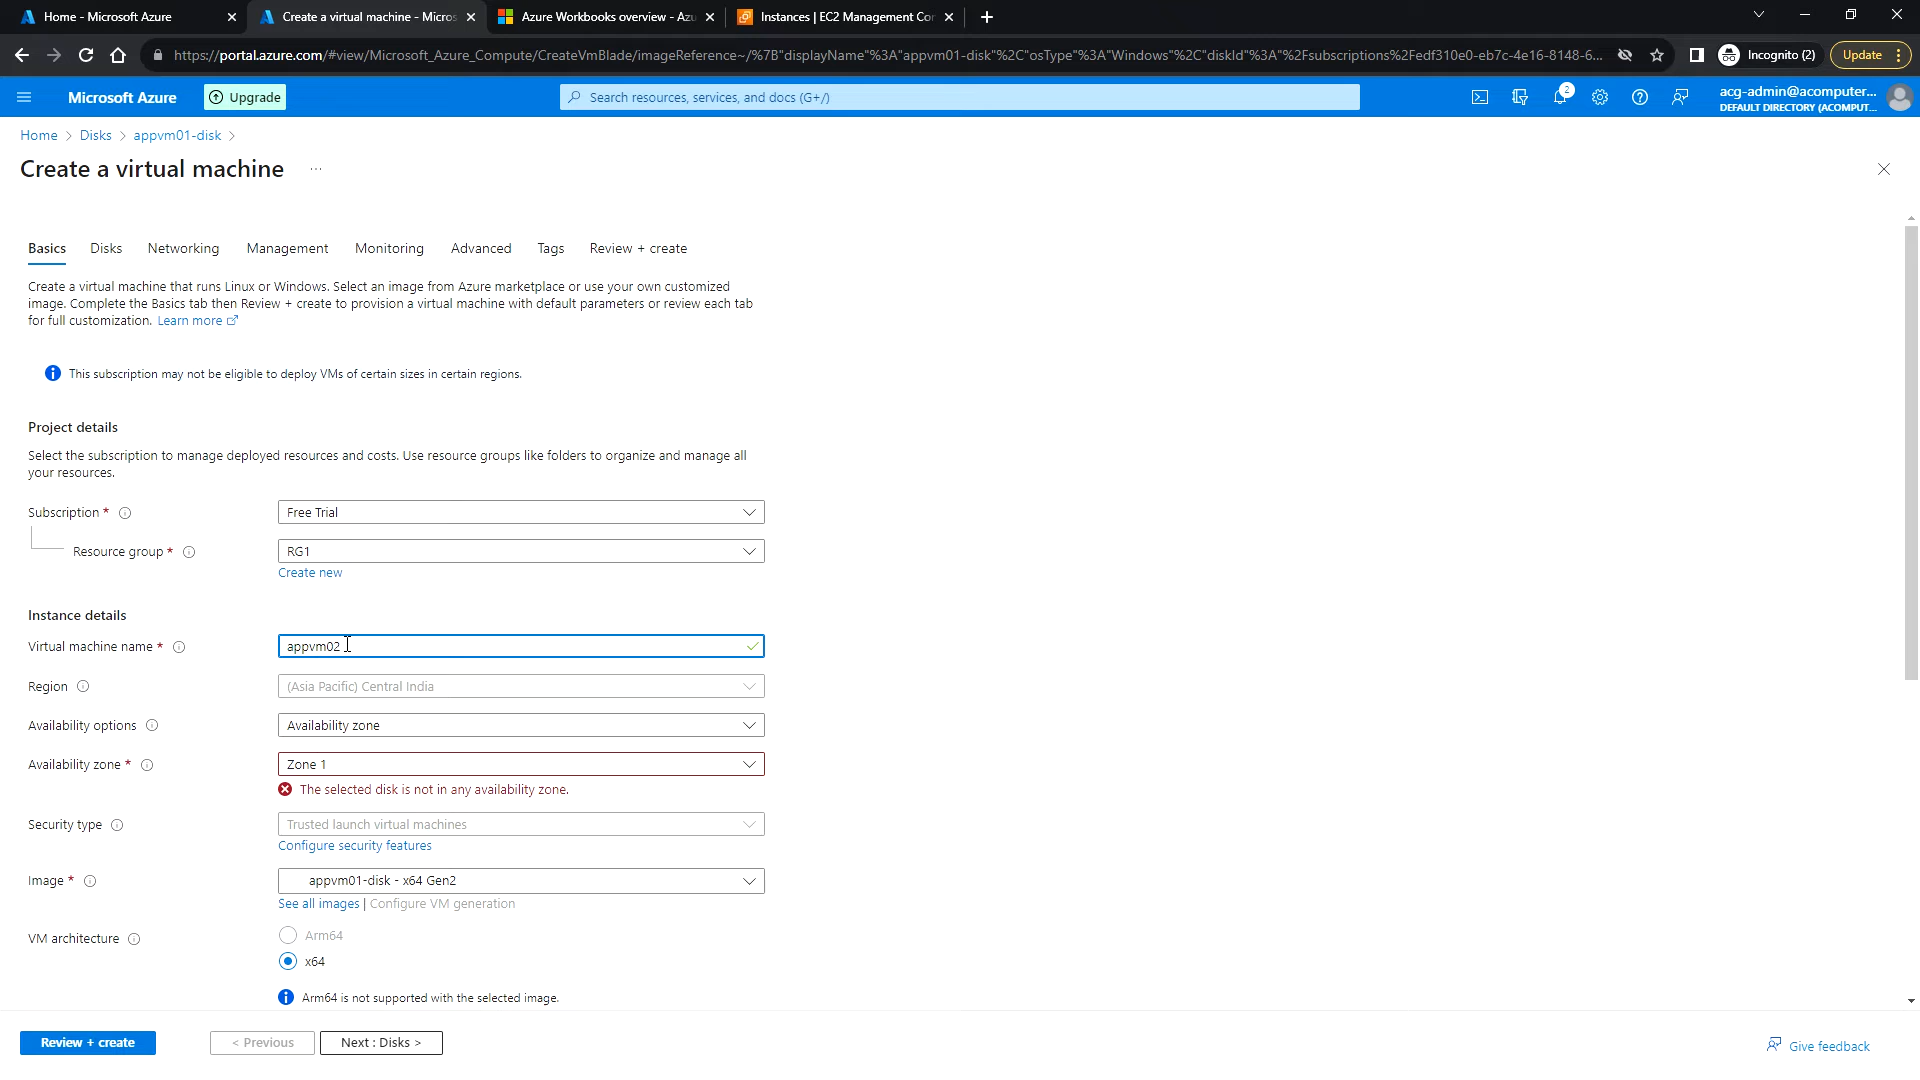 Home - Microsoft Azure
Create a virtual machine - Micros
Azure Workbooks overview - Azu
Instances | EC2 Management Con
https://portal.azure.com/#view/Microsoft_Azure_Compute/CreateVmBlade/imageReference~/%7B"displayName"%3A"appvm01-disk"%2C"osType"%3A"Windows"%2C"diskId"%3A"%2Fsubscriptions%2Fedf310e0-eb7c-4e16-8148-6...
Incognito (2)
Update
Microsoft Azure
Upgrade
Search resources, services, and docs (G+/)
2
acg-admin@acomputer...
DEFAULT DIRECTORY (ACOMPUT...
Home > Disks > appvm01-disk >
Create a virtual machine ...
Basics Disks Networking Management Monitoring Advanced Tags Review + create
Create a virtual machine that runs Linux or Windows. Select an image from Azure marketplace or use your own customized
image. Complete the Basics tab then Review + create to provision a virtual machine with default parameters or review each tab
for full customization. Learn more
This subscription may not be eligible to deploy VMs of certain sizes in certain regions.
Project details
Select the subscription to manage deployed resources and costs. Use resource groups like folders to organize and manage all
your resources.
Subscription * Free Trial
Resource group * RG1
Create new
Instance details
Virtual machine name * appvm02
Region (Asia Pacific) Central India
Availability options Availability zone
Availability zone * Zone 1
The selected disk is not in any availability zone.
Security type Trusted launch virtual machines
Configure security features
Image * appvm01-disk - x64 Gen2
See all images | Configure VM generation
VM architecture Arm64
x64
Arm64 is not supported with the selected image.
Review + create
< Previous
Next : Disks >
Give feedback